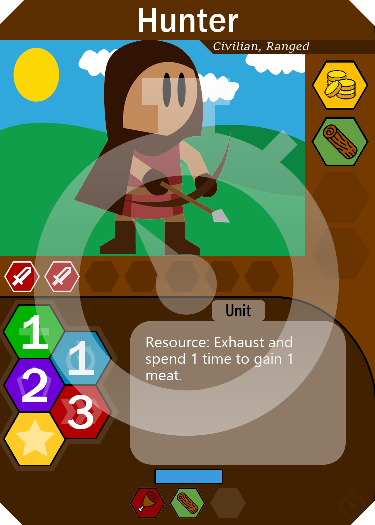 Hunter
Civilian, Ranged
Unit
1
1
2
3
Resource: Exhaust and
spend 1 time to gain 1
meat.